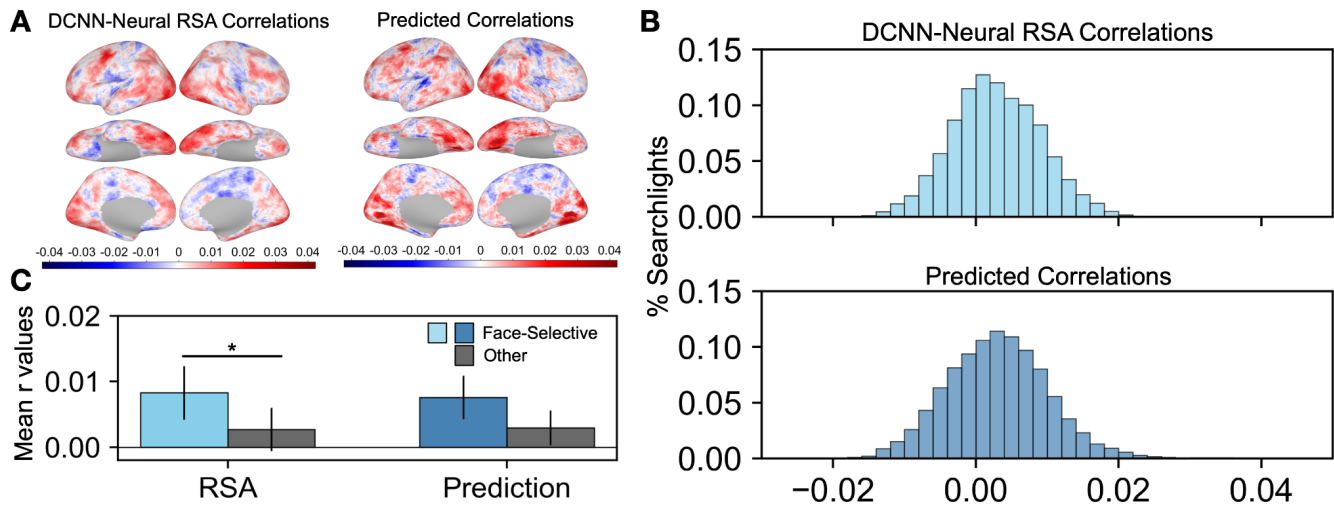 A
DCNN-Neural RSA Correlations
Predicted Correlations
-0.04 -0.03 -0.02 -0.01 0 0.01 0.02 0.03 0.04
-0.04 -0.03 -0.02 -0.01 0 0.01 0.02 0.03 0.04
B
DCNN-Neural RSA Correlations
0.15
0.10
0.05
0.00
% Searchlights
Predicted Correlations
0.15
0.10
0.05
0.00
−0.02 0.00 0.02 0.04
C
Mean r values
0.02
0.01
0.00
*
Face-Selective
Other
RSA Prediction